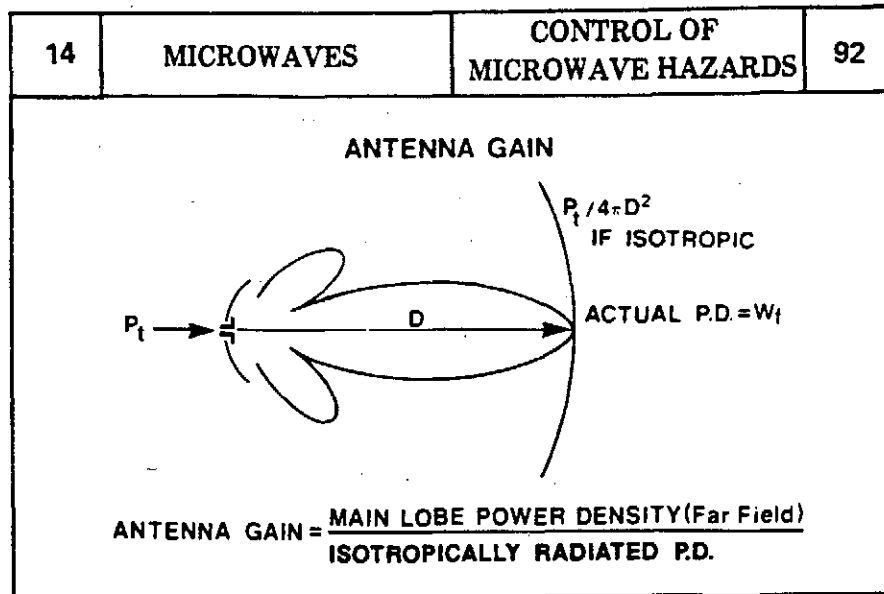 14
MICROWAVES
CONTROL OF
MICROWAVE HAZARDS
92
ANTENNA GAIN
Pt/4πD²
IF ISOTROPIC
Pt
D
ACTUAL P.D.=Wf
ANTENNA GAIN = MAIN LOBE POWER DENSITY(Far Field)
ISOTROPICALLY RADIATED P.D.